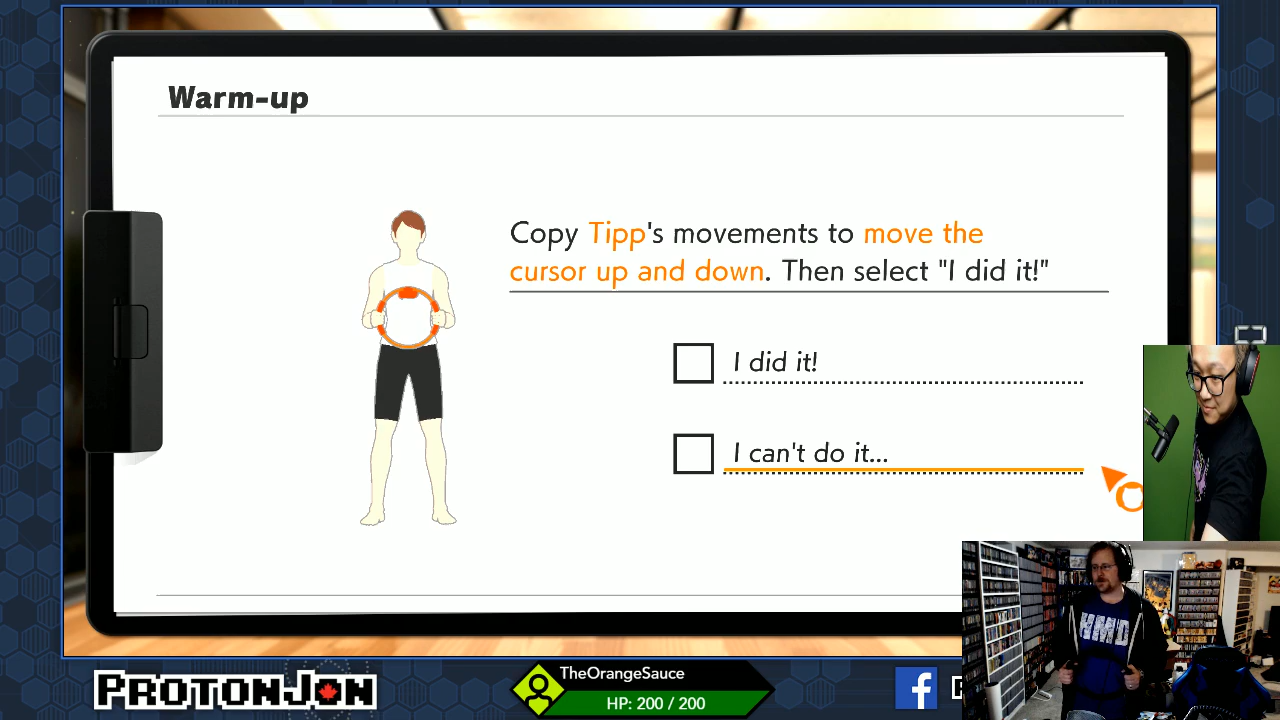 Warm-up
Copy Tipp's movements to move the
cursor up and down. Then select "I did it!"
I did it!
I can't do it...
HMD
PROTONJON
TheOrangeSauce
HP: 200 / 200